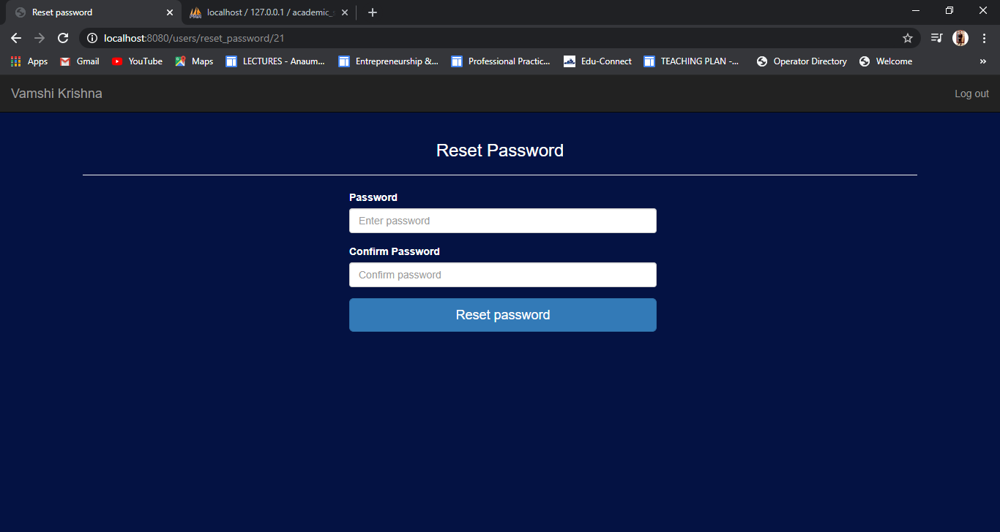 Reset password
localhost / 127.0.0.1 / academic_s
localhost:8080/users/reset_password/21
Apps Gmail YouTube Maps LECTURES - Anaum... Entrepreneurship &... Professional Practic... Edu-Connect TEACHING PLAN -... Operator Directory Welcome »
Vamshi Krishna
Log out
Reset Password
Password
Enter password
Confirm Password
Confirm password
Reset password